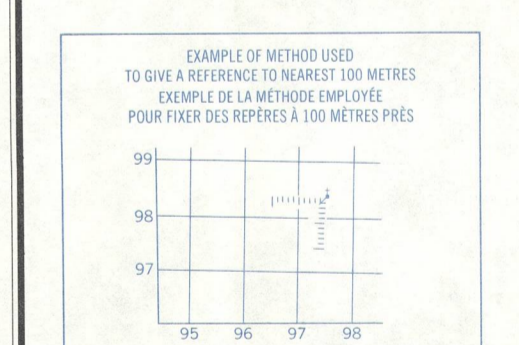 EXAMPLE OF METHOD USED
TO GIVE A REFERENCE TO NEAREST 100 METRES
EXEMPLE DE LA MÉTHODE EMPLOYÉE
POUR FIXER DES REPÈRES À 100 MÈTRES PRÈS
99
98
97
95 96 97 98